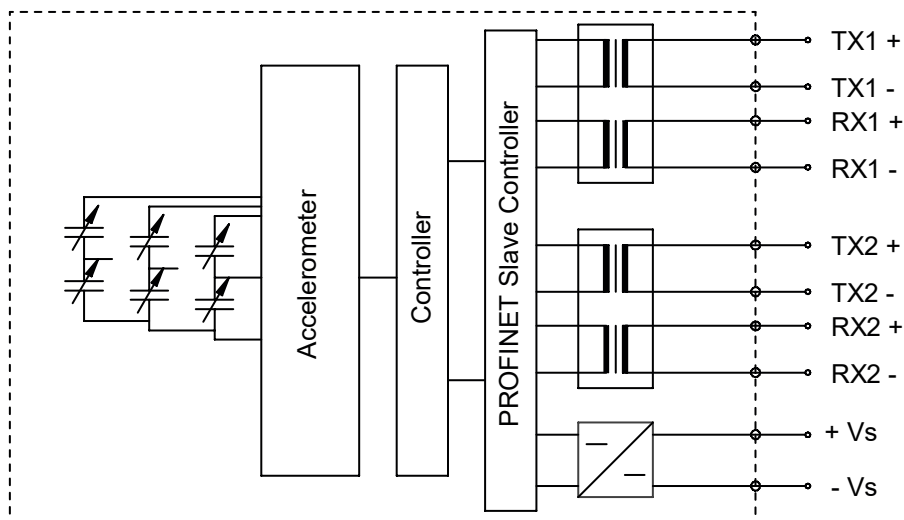 Accelerometer
Controller
PROFINET Slave Controller
TX1 +
TX1 -
RX1 +
RX1 -
TX2 +
TX2 -
RX2 +
RX2 -
+ Vs
- Vs